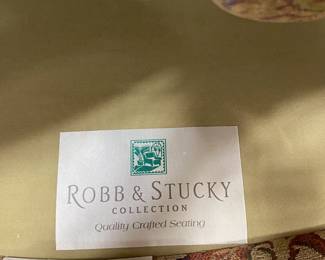 ROBB & STUCKY
COLLECTION
Quality Crafted Seating